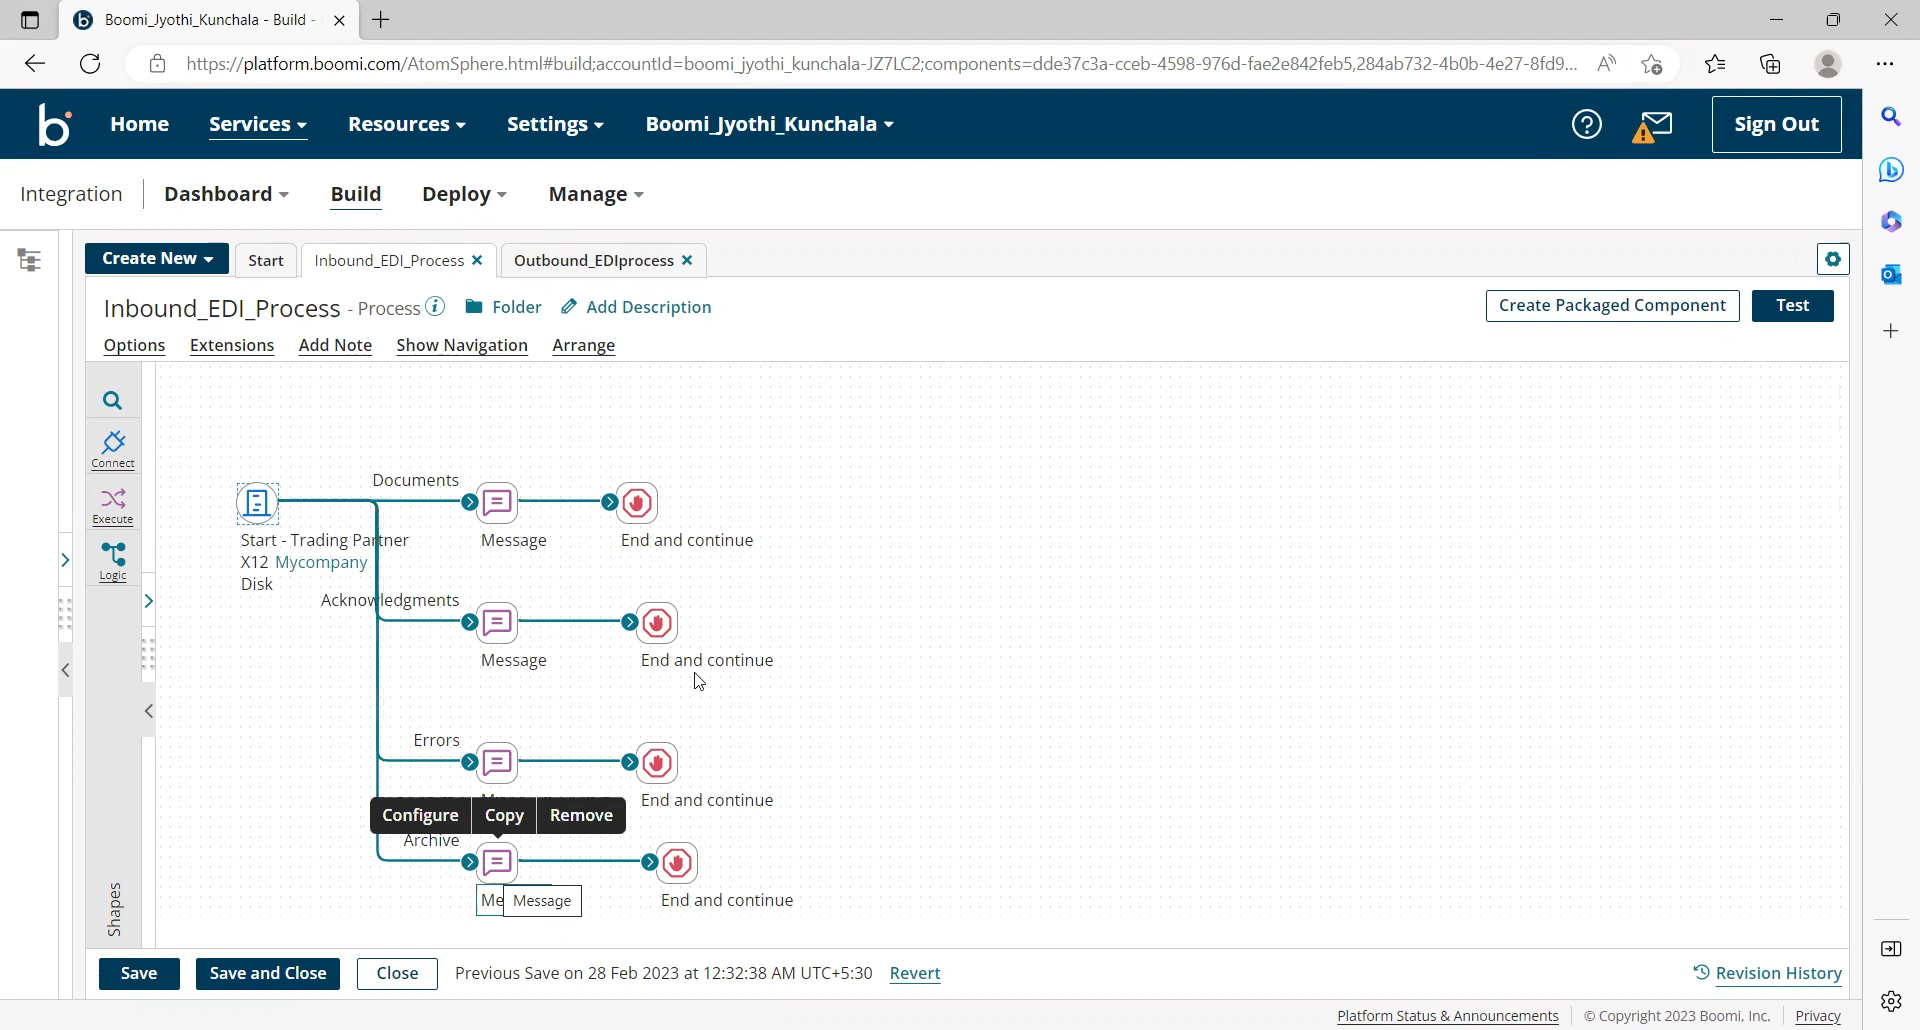 Boomi_Jyothi_Kunchala - Build -
https://platform.boomi.com/AtomSphere.html#build;accountId=boomi_jyothi_kunchala-JZ7LC2;components=dde37c3a-cceb-4598-976d-fae2e842feb5,284ab732-4b0b-4e27-8fd9...
b Home Services Resources Settings Boomi_Jyothi_Kunchala Sign Out
Integration Dashboard Build Deploy Manage
Create New Start Inbound_EDI_Process Outbound_EDIprocess
Inbound_EDI_Process - Process Folder Add Description Create Packaged Component Test
Options Extensions Add Note Show Navigation Arrange
Connect
Execute
Logic
Shapes
Documents
Start - Trading Partner
X12 Mycompany
Disk
Message
End and continue
Acknowledgments
Message
End and continue
Errors
End and continue
Configure Copy Remove
Archive
Me Message
End and continue
Save Save and Close Close Previous Save on 28 Feb 2023 at 12:32:38 AM UTC+5:30 Revert Revision History
Platform Status & Announcements © Copyright 2023 Boomi, Inc. Privacy